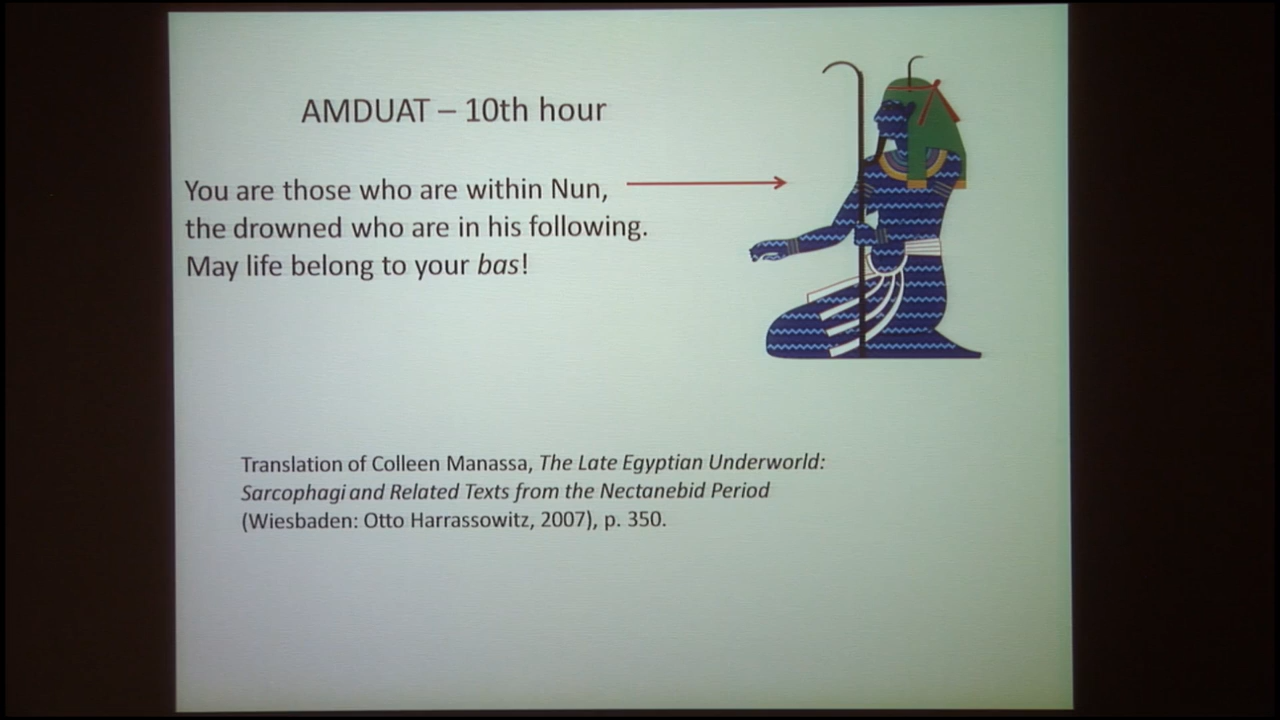 AMDUAT – 10th hour
You are those who are within Nun,
the drowned who are in his following.
May life belong to your bas!
Translation of Colleen Manassa, The Late Egyptian Underworld:
Sarcophagi and Related Texts from the Nectanebid Period
(Wiesbaden: Otto Harrassowitz, 2007), p. 350.